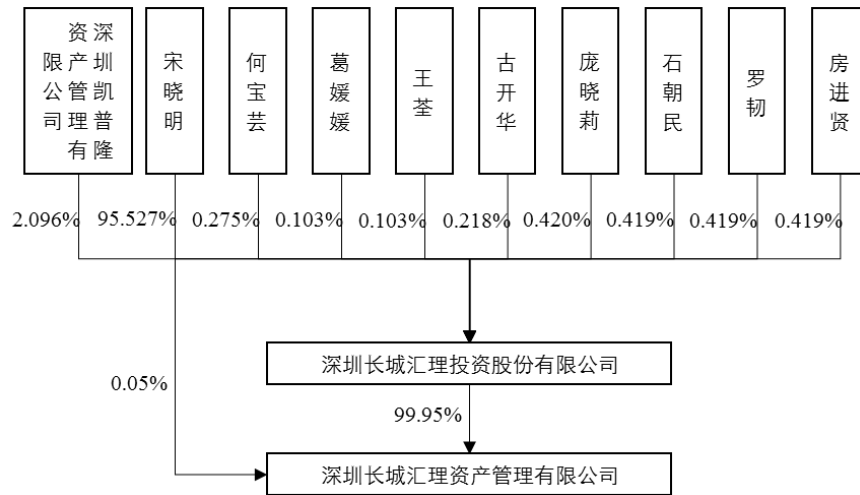 深圳凯普隆
资产管理有
限公司
宋晓明
何宝芸
葛媛媛
王荃
古开华
庞晓莉
石朝民
罗韧
房进贤
2.096%
95.527%
0.275%
0.103%
0.103%
0.218%
0.420%
0.419%
0.419%
0.419%
深圳长城汇理投资股份有限公司
0.05%
99.95%
深圳长城汇理资产管理有限公司